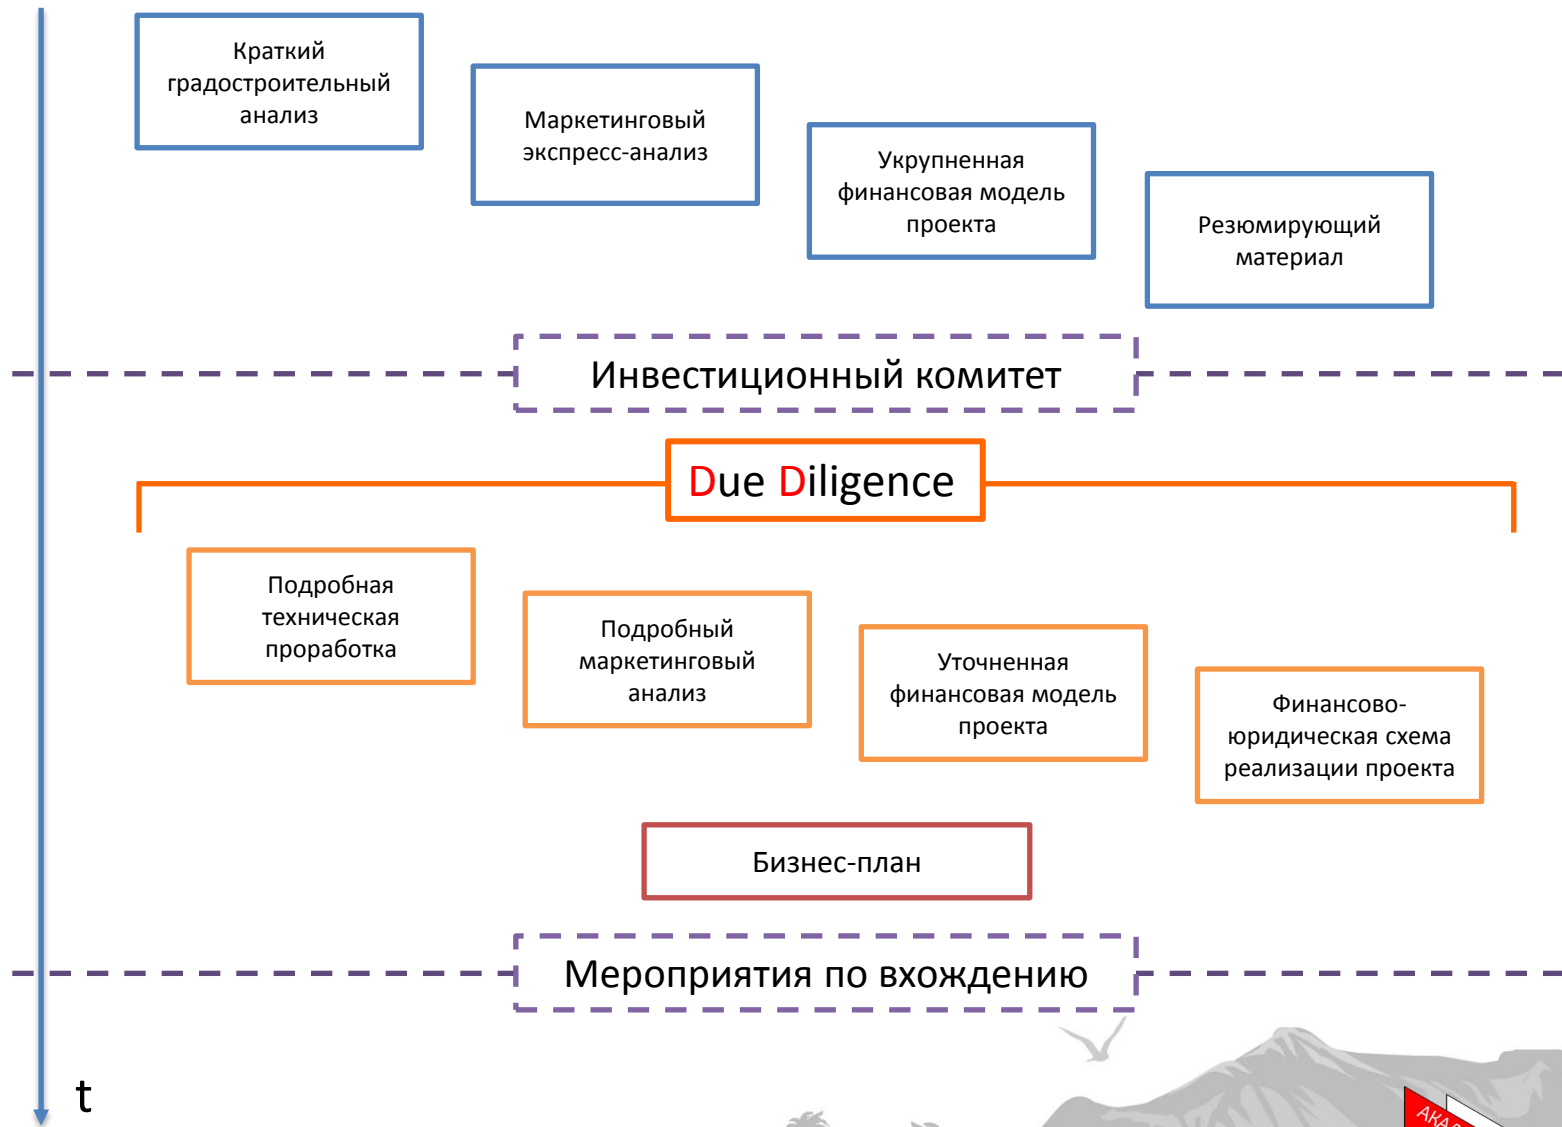 Краткий
градостроительный
анализ
Маркетинговый
экспресс-анализ
Укрупненная
финансовая модель
проекта
Резюмирующий
материал
Инвестиционный комитет
Due Diligence
Подробная
техническая
проработка
Подробный
маркетинговый
анализ
Уточненная
финансовая модель
проекта
Финансово-
юридическая схема
реализации проекта
Бизнес-план
Мероприятия по вхождению
t